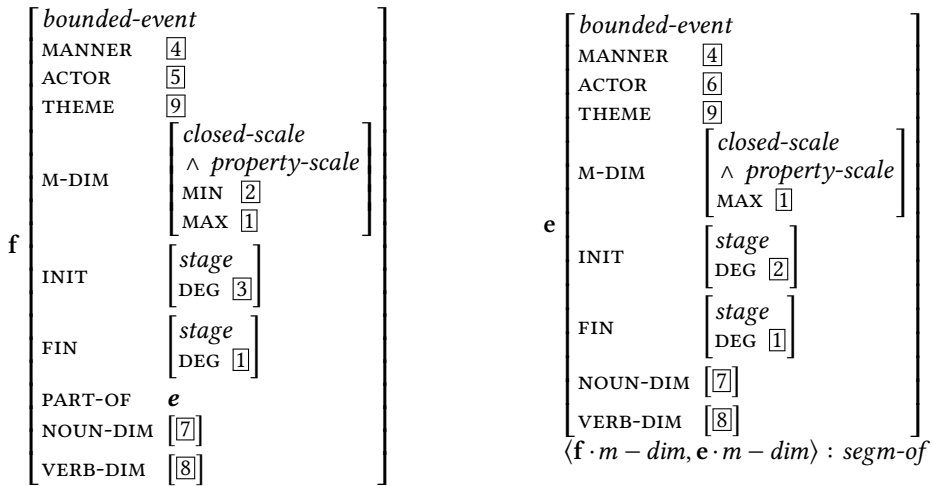 f
bounded-event
MANNER 4
ACTOR 5
THEME 9
M-DIM
closed-scale
∧ property-scale
MIN 2
MAX 1
INIT
stage
DEG 3
FIN
stage
DEG 1
PART-OF e
NOUN-DIM [7]
VERB-DIM [8]
e
bounded-event
MANNER 4
ACTOR 6
THEME 9
M-DIM
closed-scale
∧ property-scale
MAX 1
INIT
stage
DEG 2
FIN
stage
DEG 1
NOUN-DIM [7]
VERB-DIM [8]
⟨f · m − dim, e · m − dim⟩ : segm-of